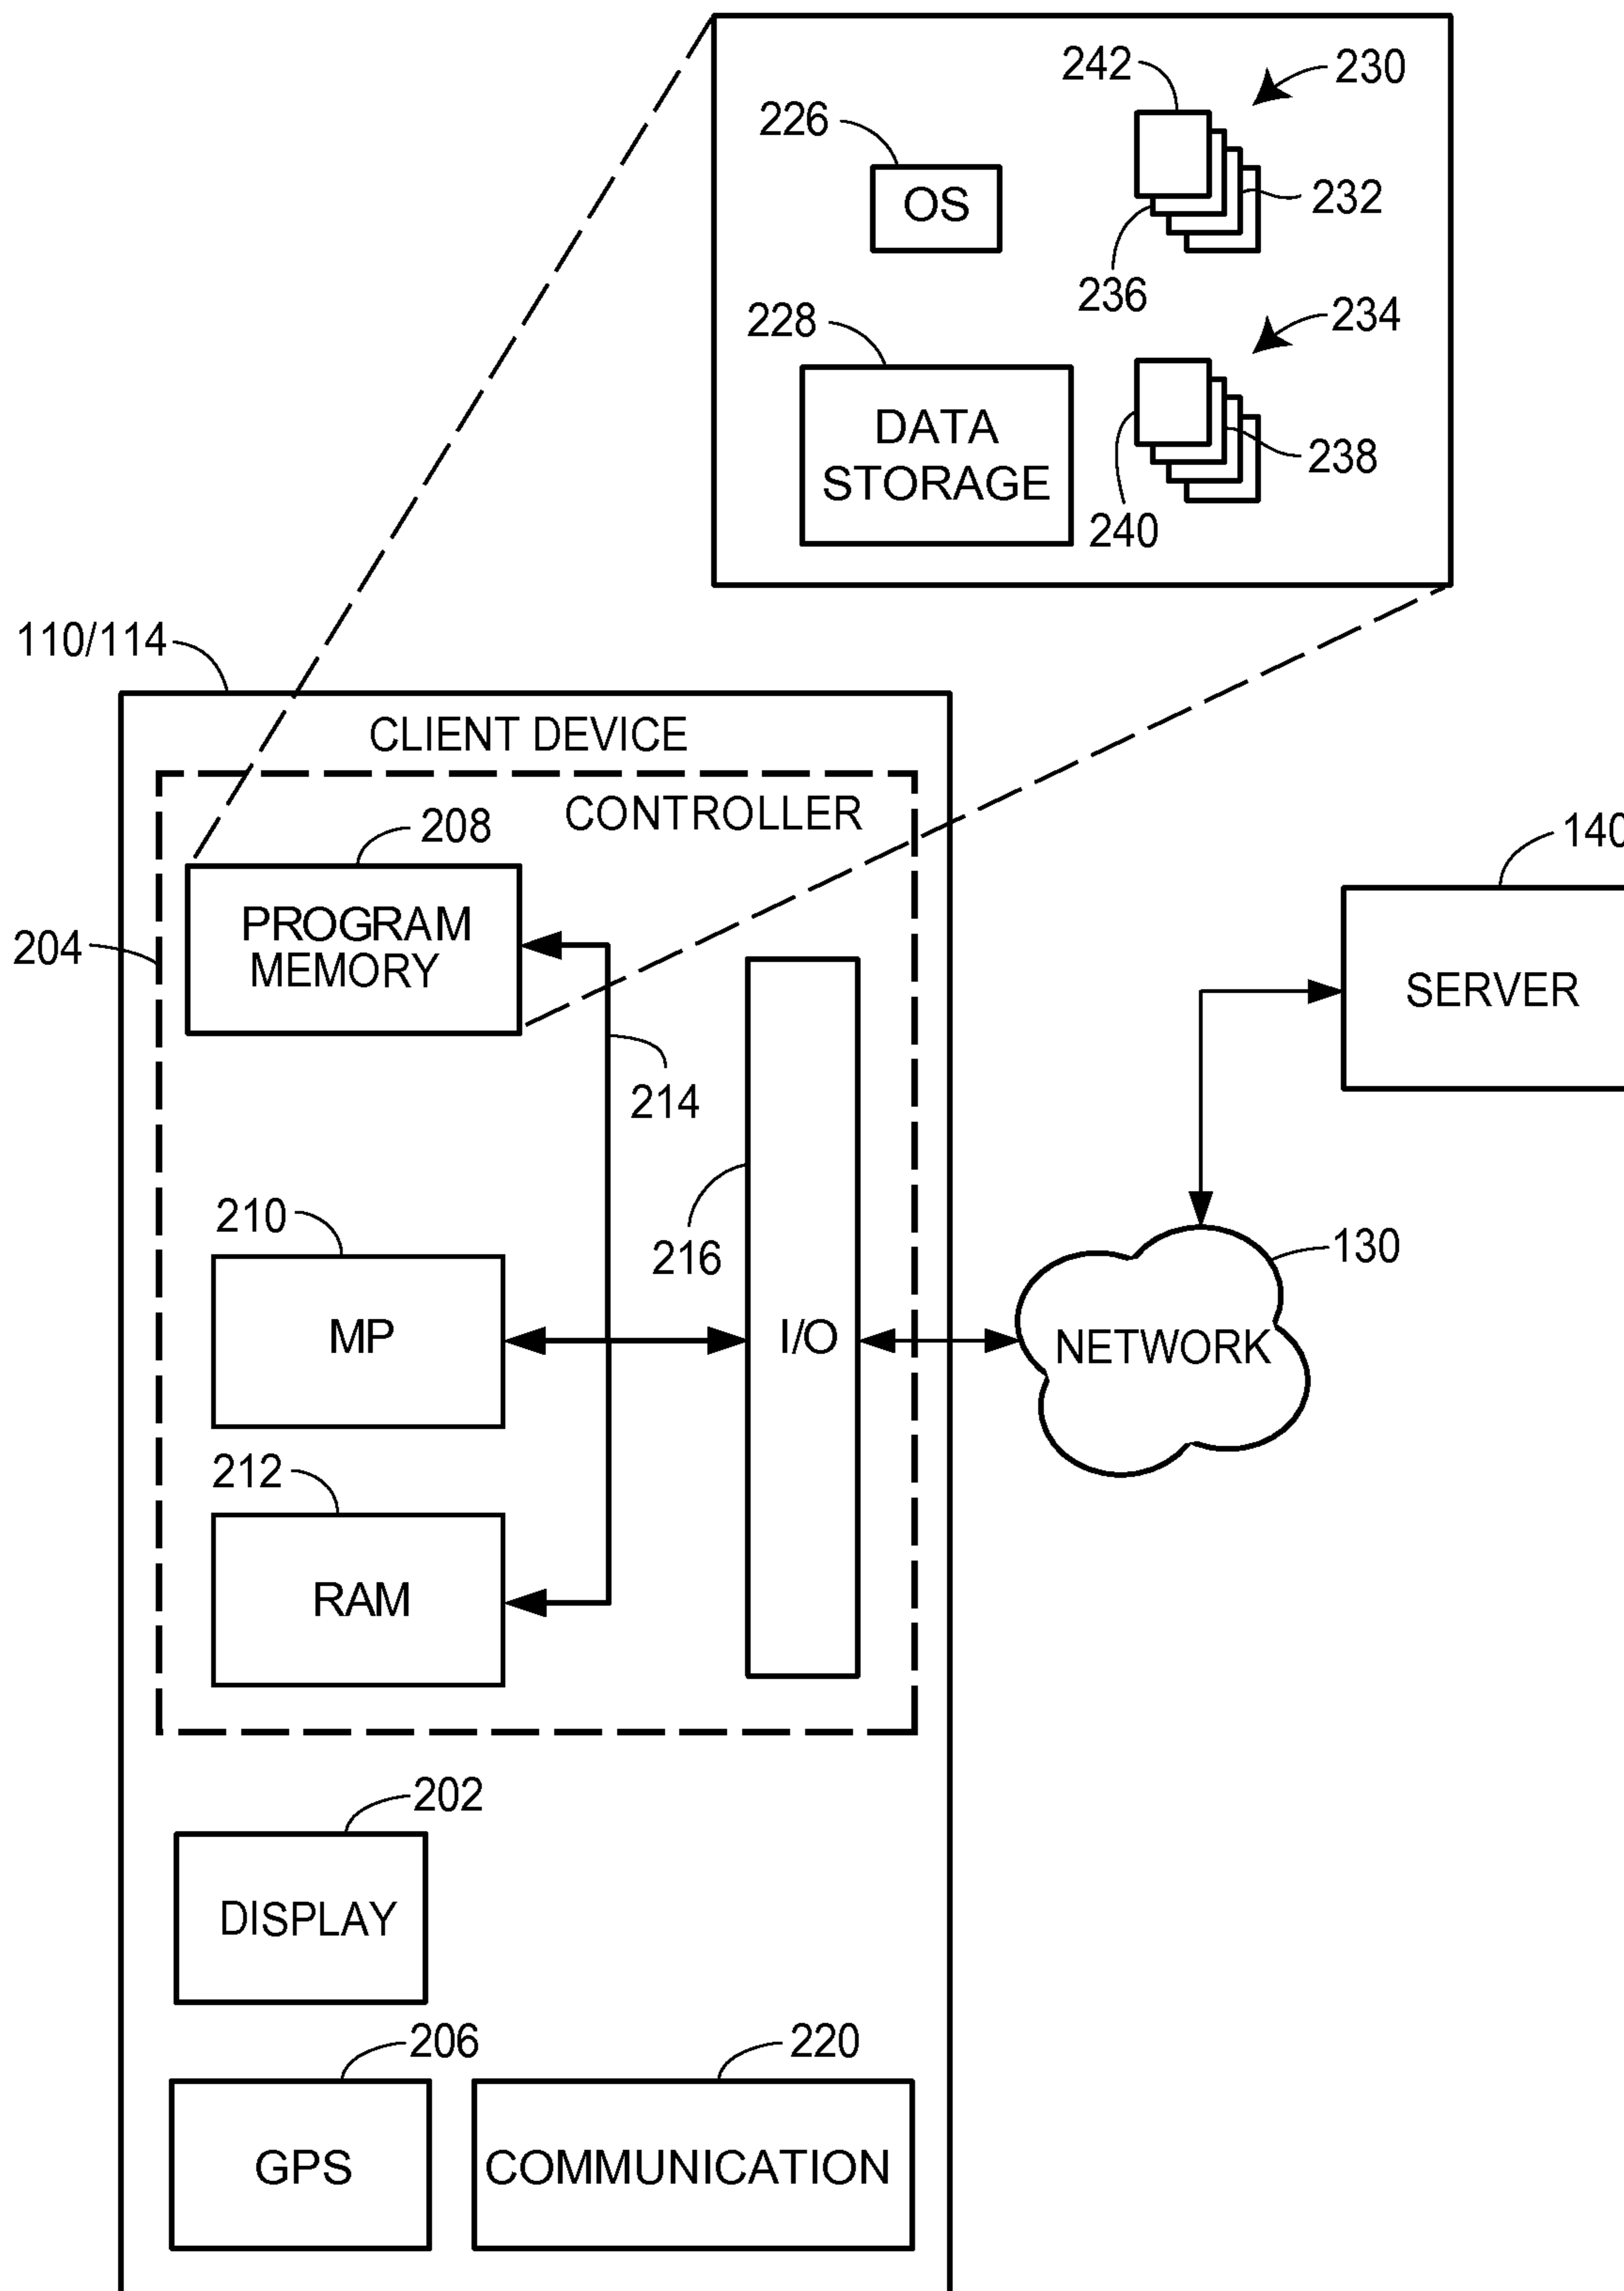 242
230
226
OS
232
236
228
234
DATA
STORAGE
238
240
110/114
CLIENT DEVICE
CONTROLLER
208
140
PROGRAM
MEMORY
204
SERVER
214
210
216
130
MP
I/O
NETWORK
212
RAM
202
DISPLAY
206
220
GPS
COMMUNICATION